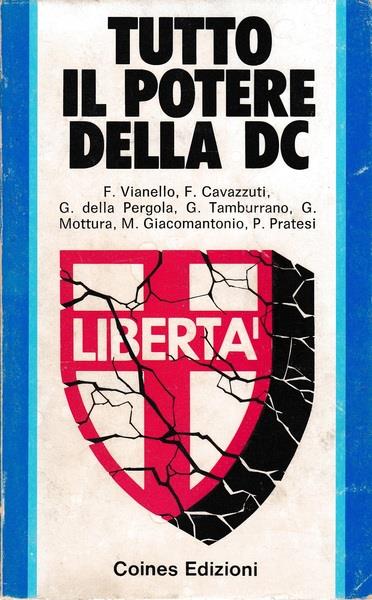 TUTTO
IL POTERE
DELLA DC
F. Vianello, F. Cavazzuti,
G. della Pergola, G. Tamburrano, G.
Mottura, M. Giacomantonio, P. Pratesi
LIBERTA'
Coines Edizioni